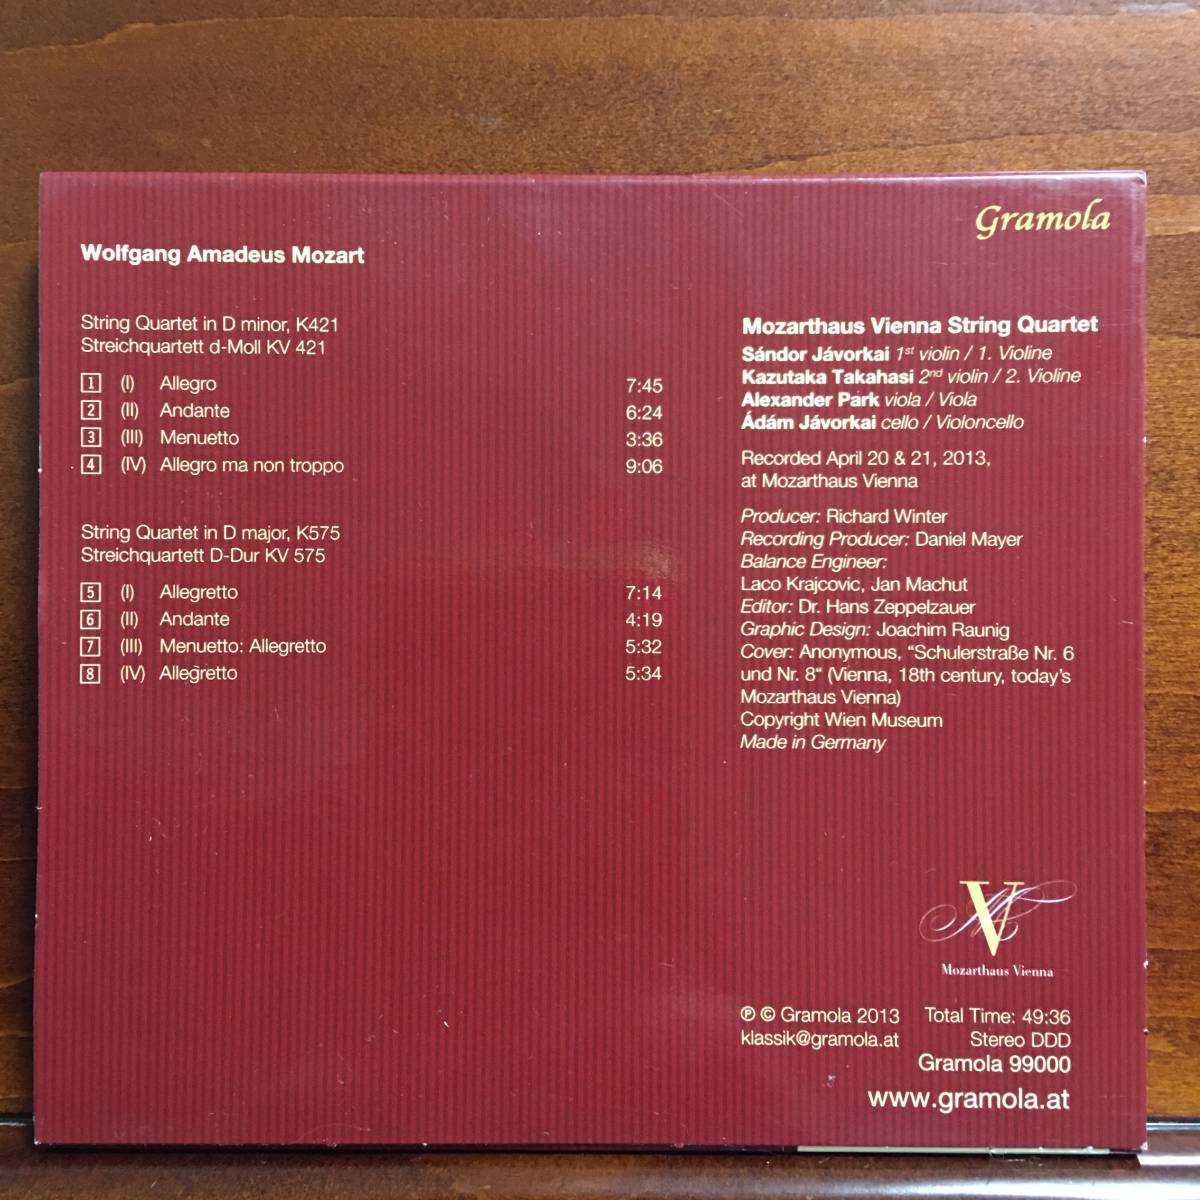 Gramola
Wolfgang Amadeus Mozart
String Quartet in D minor, K421
Streichquartett d-Moll KV 421
1 (I) Allegro 7:45
2 (II) Andante 6:24
3 (III) Menuetto 3:36
4 (IV) Allegro ma non troppo 9:06
String Quartet in D major, K575
Streichquartett D-Dur KV 575
5 (I) Allegretto 7:14
6 (II) Andante 4:19
7 (III) Menuetto: Allegretto 5:32
8 (IV) Allegretto 5:34
Mozarthaus Vienna String Quartet
Sándor Jávorkai 1st violin / 1. Violine
Kazutaka Takahasi 2nd violin / 2. Violine
Alexander Park viola / Viola
Ádám Jávorkai cello / Violoncello
Recorded April 20 & 21, 2013,
at Mozarthaus Vienna
Producer: Richard Winter
Recording Producer: Daniel Mayer
Balance Engineer:
Laco Krajcovic, Jan Machut
Editor: Dr. Hans Zeppelzauer
Graphic Design: Joachim Raunig
Cover: Anonymous, "Schulerstraße Nr. 6
und Nr. 8“ (Vienna, 18th century, today's
Mozarthaus Vienna)
Copyright Wien Museum
Made in Germany
MV
Mozarthaus Vienna
℗ © Gramola 2013 Total Time: 49:36
klassik@gramola.at Stereo DDD
Gramola 99000
www.gramola.at